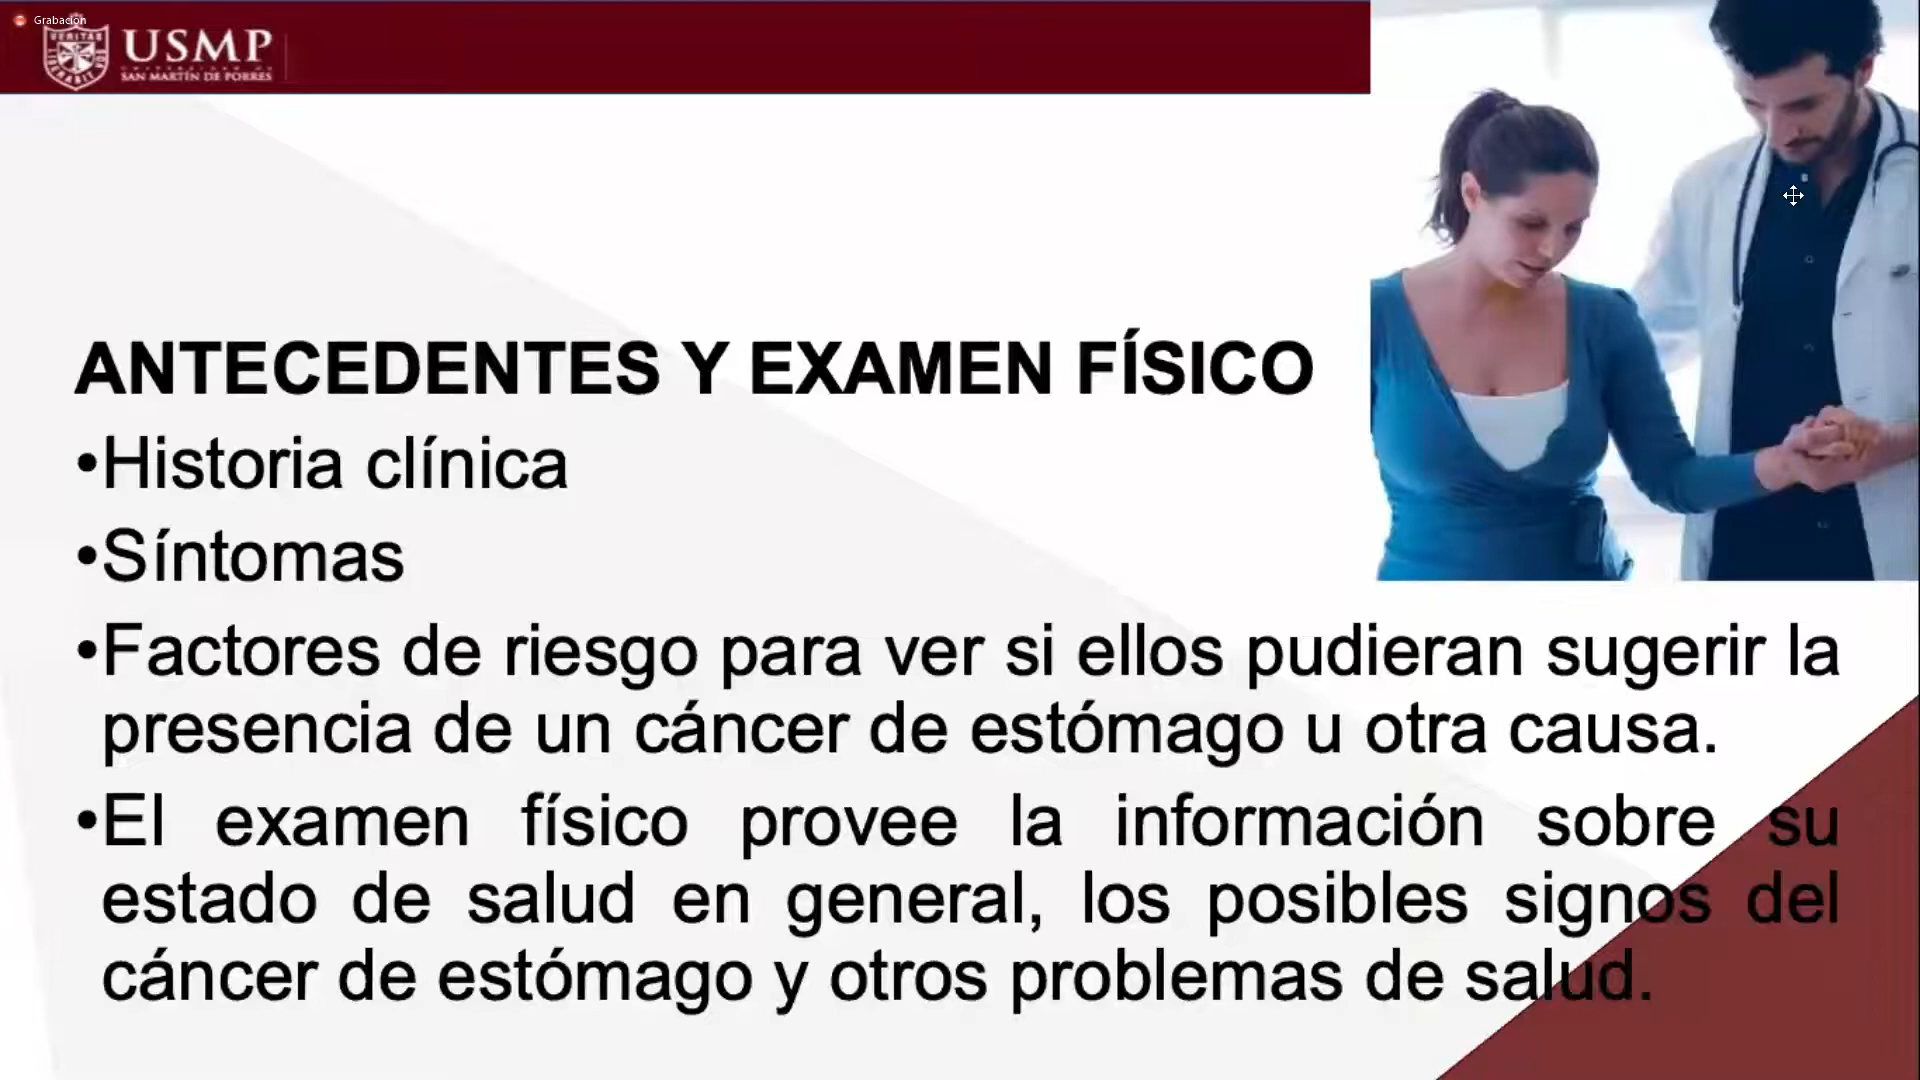 Grabación
USMP
SAN MARTÍN DE PORRES
ANTECEDENTES Y EXAMEN FÍSICO
•Historia clínica
•Síntomas
•Factores de riesgo para ver si ellos pudieran sugerir la
presencia de un cáncer de estómago u otra causa.
•El examen físico provee la información sobre su
estado de salud en general, los posibles signos del
cáncer de estómago y otros problemas de salud.